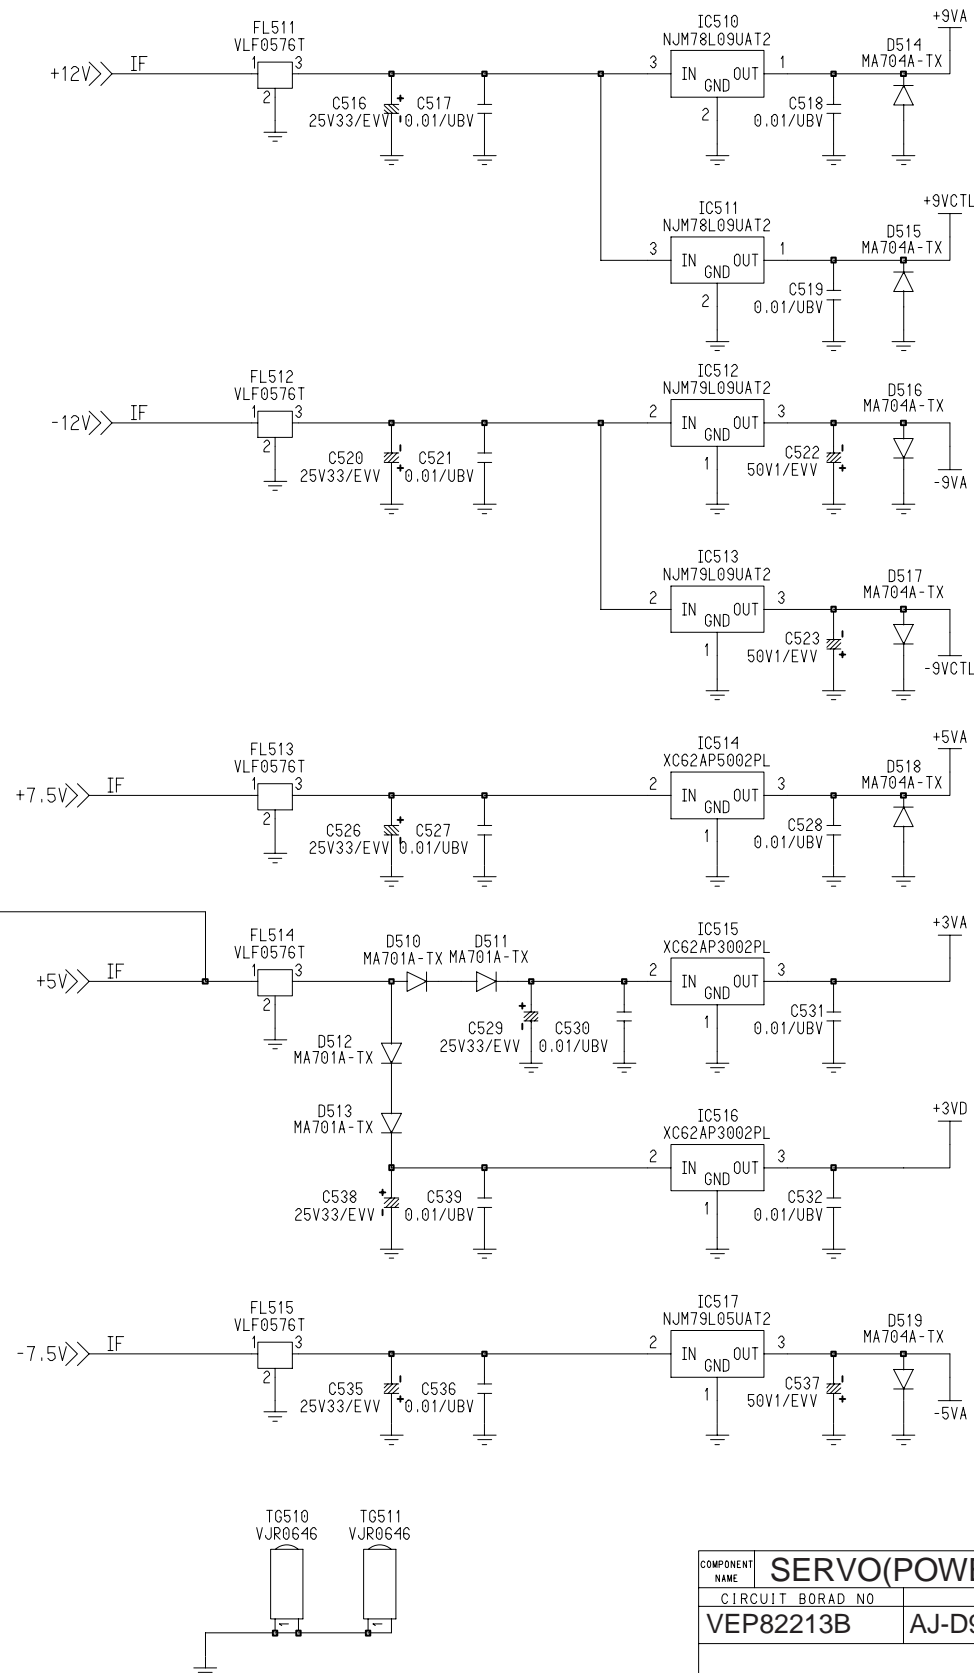 FL511
VLF0576T
+12V IF 1 3
2
C516
25V33/EVV
C517
0.01/UBV
IC510
NJM78L09UAT2
3 IN OUT 1
GND
2
C518
0.01/UBV
D514
MA704A-TX
+9VA
IC511
NJM78L09UAT2
3 IN OUT 1
GND
2
C519
0.01/UBV
D515
MA704A-TX
+9VCTL
FL512
VLF0576T
-12V IF 1 3
2
C520
25V33/EVV
C521
0.01/UBV
IC512
NJM79L09UAT2
2 IN OUT 3
GND
1
C522
50V1/EVV
D516
MA704A-TX
-9VA
IC513
NJM79L09UAT2
2 IN OUT 3
GND
1
C523
50V1/EVV
D517
MA704A-TX
-9VCTL
FL513
VLF0576T
+7.5V IF 1 3
2
C526
25V33/EVV
C527
0.01/UBV
IC514
XC62AP5002PL
2 IN OUT 3
GND
1
C528
0.01/UBV
D518
MA704A-TX
+5VA
FL514
VLF0576T
+5V IF 1 3
2
D510
MA701A-TX
D511
MA701A-TX
C529
25V33/EVV
C530
0.01/UBV
IC515
XC62AP3002PL
2 IN OUT 3
GND
1
C531
0.01/UBV
+3VA
D512
MA701A-TX
D513
MA701A-TX
C538
25V33/EVV
C539
0.01/UBV
IC516
XC62AP3002PL
2 IN OUT 3
GND
1
C532
0.01/UBV
+3VD
FL515
VLF0576T
-7.5V IF 1 3
2
C535
25V33/EVV
C536
0.01/UBV
IC517
NJM79L05UAT2
2 IN OUT 3
GND
1
C537
50V1/EVV
D519
MA704A-TX
-5VA
TG510
VJR0646
TG511
VJR0646
COMPONENT
NAME
SERVO(POWE
CIRCUIT BORAD NO
VEP82213B
AJ-D9